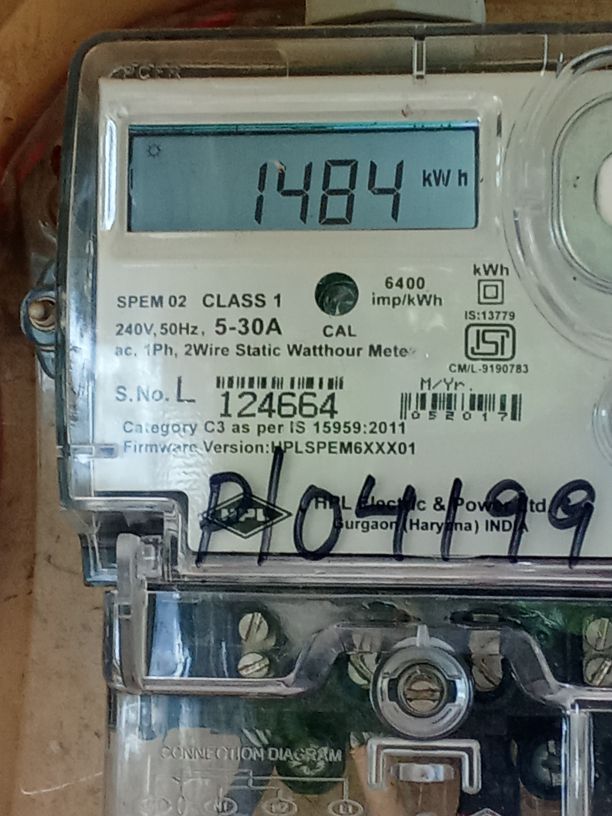 1484 kWh
SPEM 02 CLASS 1
6400
imp/kWh
kWh
IS:13779
240V, 50Hz, 5-30A
CAL
ac, 1Ph, 2Wire Static Watthour Meter
ISI
CM/L-9190783
S.No. L 124664
M/Yr.
052017
Category C3 as per IS 15959:2011
Firmware Version:HPLSPEM6XXX01
HPL
HPL Electric & Power Ltd
Gurgaon (Haryana) INDIA
P/04199
CONNECTION DIAGRAM